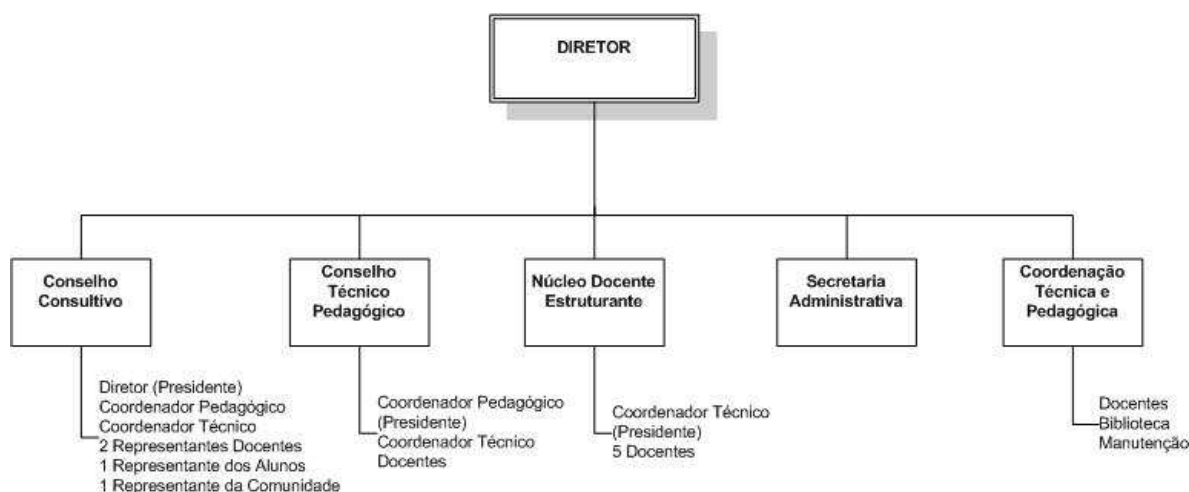 DIRETOR
Conselho
Consultivo
Conselho
Técnico
Pedagógico
Núcleo Docente
Estruturante
Secretaria
Administrativa
Coordenação
Técnica e
Pedagógica
Diretor (Presidente)
Coordenador Pedagógico
Coordenador Técnico
2 Representantes Docentes
1 Representante dos Alunos
1 Representante da Comunidade
Coordenador Pedagógico
(Presidente)
Coordenador Técnico
Docentes
Coordenador Técnico
(Presidente)
5 Docentes
Docentes
Biblioteca
Manutenção